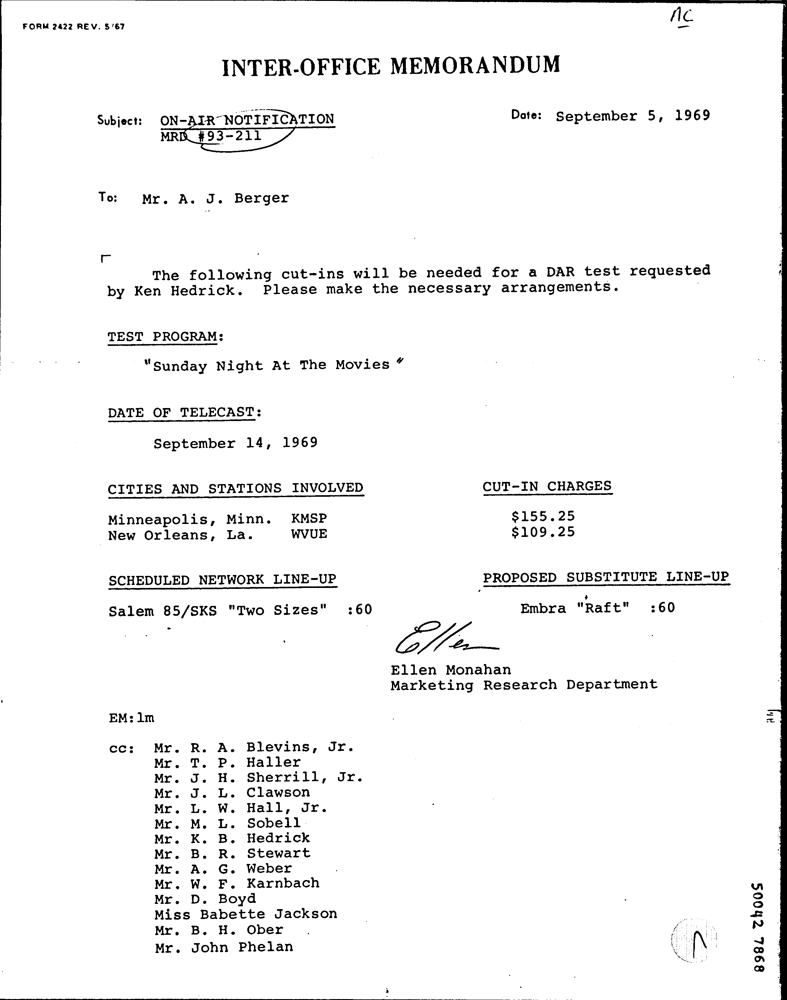 FORM 2422 REV. 5/67
INTER-OFFICE MEMORANDUM
Subject: ON-AIR NOTIFICATION
MRD #93-211
Date: September 5, 1969
To: Mr. A. J. Berger
The following cut-ins will be needed for a DAR test requested
by Ken Hedrick. Please make the necessary arrangements.
TEST PROGRAM:
"Sunday Night At The Movies"
DATE OF TELECAST:
September 14, 1969
CITIES AND STATIONS INVOLVED CUT-IN CHARGES
Minneapolis, Minn. KMSP $155.25
New Orleans, La. WVUE $109.25
SCHEDULED NETWORK LINE-UP PROPOSED SUBSTITUTE LINE-UP
Salem 85/SKS "Two Sizes" :60 Embra "Raft" :60
Ellen
Ellen Monahan
Marketing Research Department
EM:lm
cc: Mr. R. A. Blevins, Jr.
Mr. T. P. Haller
Mr. J. H. Sherrill, Jr.
Mr. J. L. Clawson
Mr. L. W. Hall, Jr.
Mr. M. L. Sobell
Mr. K. B. Hedrick
Mr. B. R. Stewart
Mr. A. G. Weber
Mr. W. F. Karnbach
Mr. D. Boyd
Miss Babette Jackson
Mr. B. H. Ober
Mr. John Phelan
50042 7868